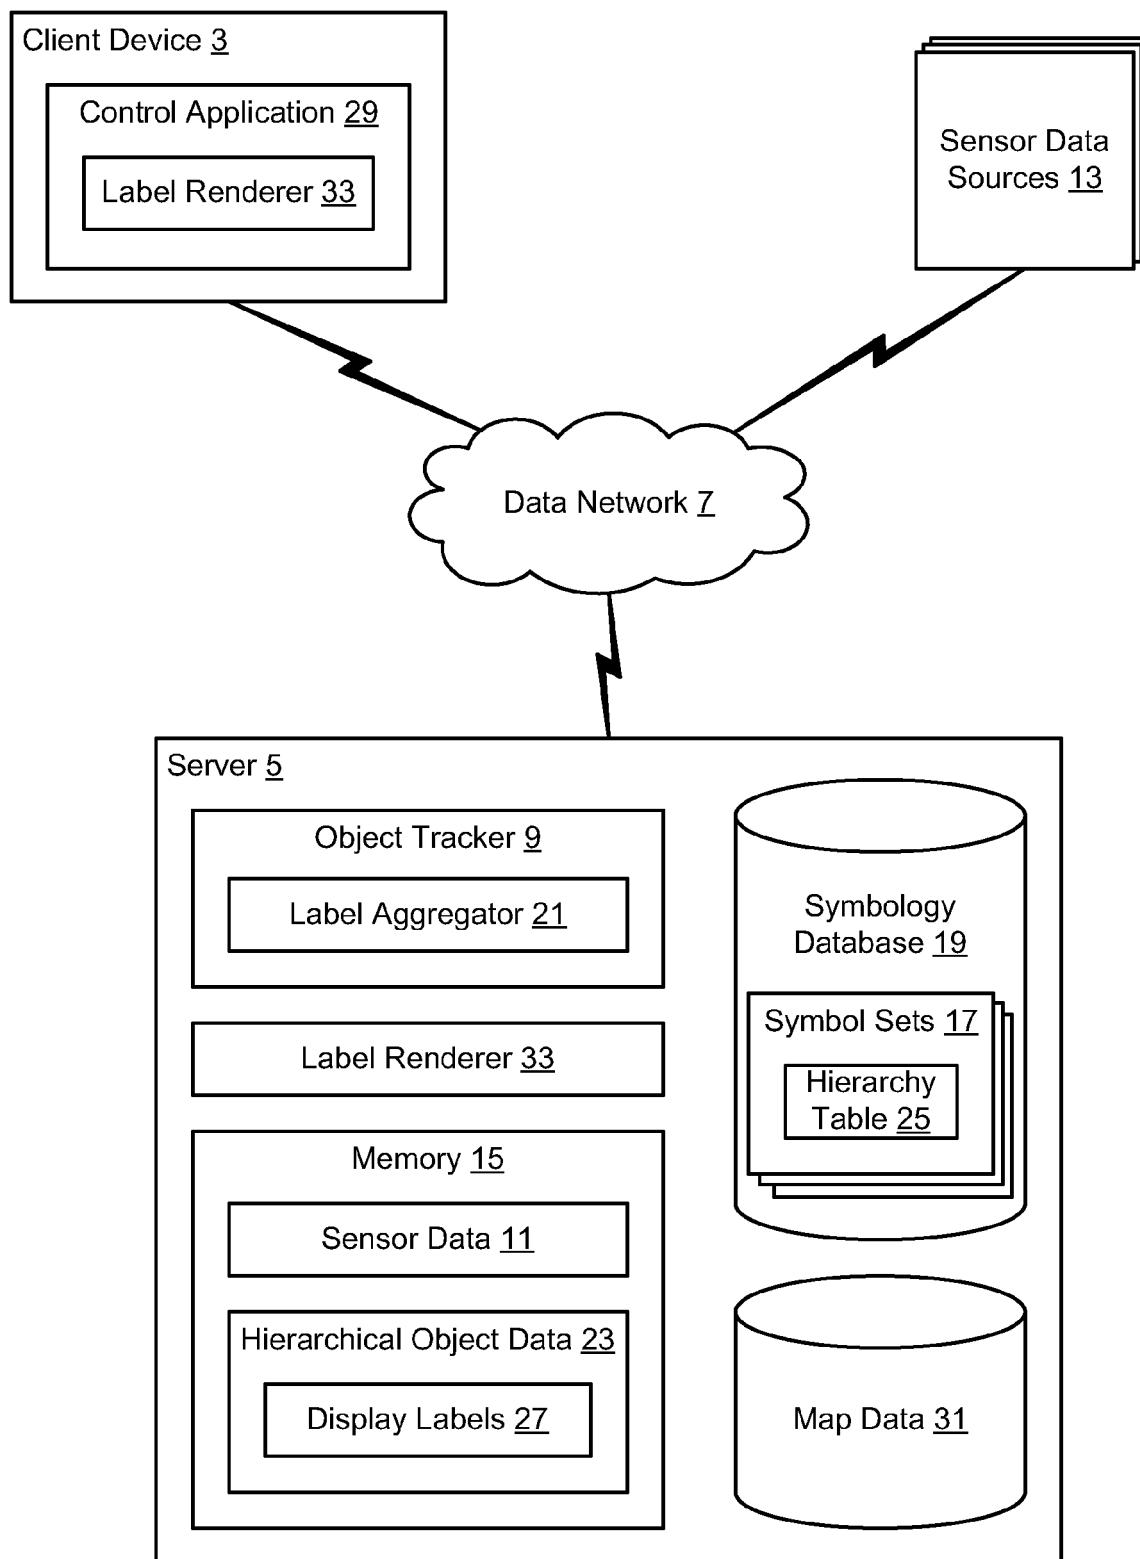 Client Device 3
Control Application 29
Label Renderer 33
Sensor Data
Sources 13
Data Network 7
Server 5
Object Tracker 9
Label Aggregator 21
Label Renderer 33
Memory 15
Sensor Data 11
Hierarchical Object Data 23
Display Labels 27
Symbology
Database 19
Symbol Sets 17
Hierarchy
Table 25
Map Data 31